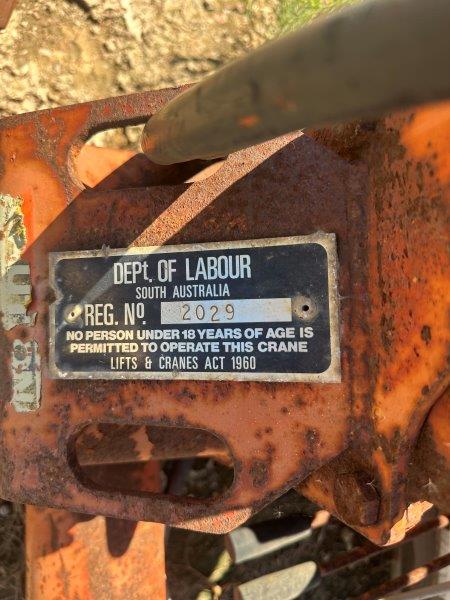 DEPt. OF LABOUR
SOUTH AUSTRALIA
REG. No. 2029
NO PERSON UNDER 18 YEARS OF AGE IS
PERMITTED TO OPERATE THIS CRANE
LIFTS & CRANES ACT 1960